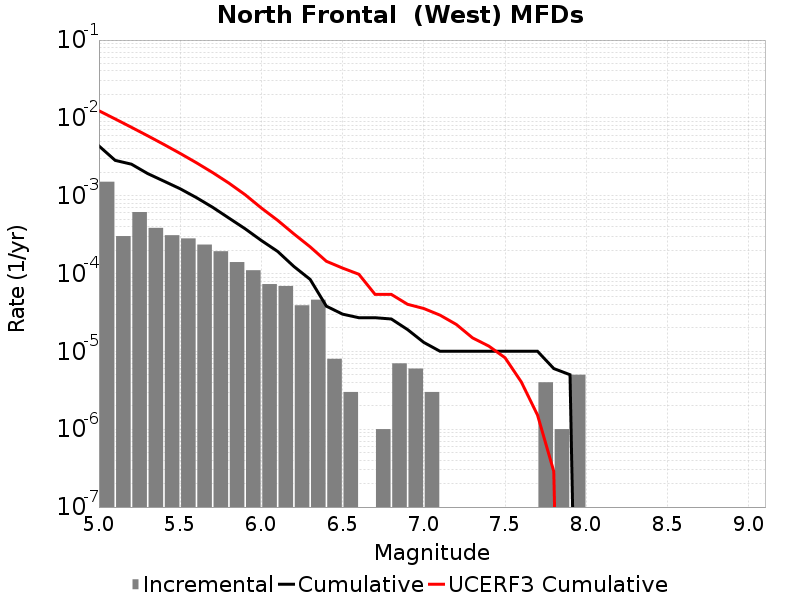 North Frontal  (West) MFDs
10^-1
10^-2
10^-3
10^-4
10^-5
10^-6
10^-7
Rate (1/yr)
5.0 5.5 6.0 6.5 7.0 7.5 8.0 8.5 9.0
Magnitude
Incremental Cumulative UCERF3 Cumulative